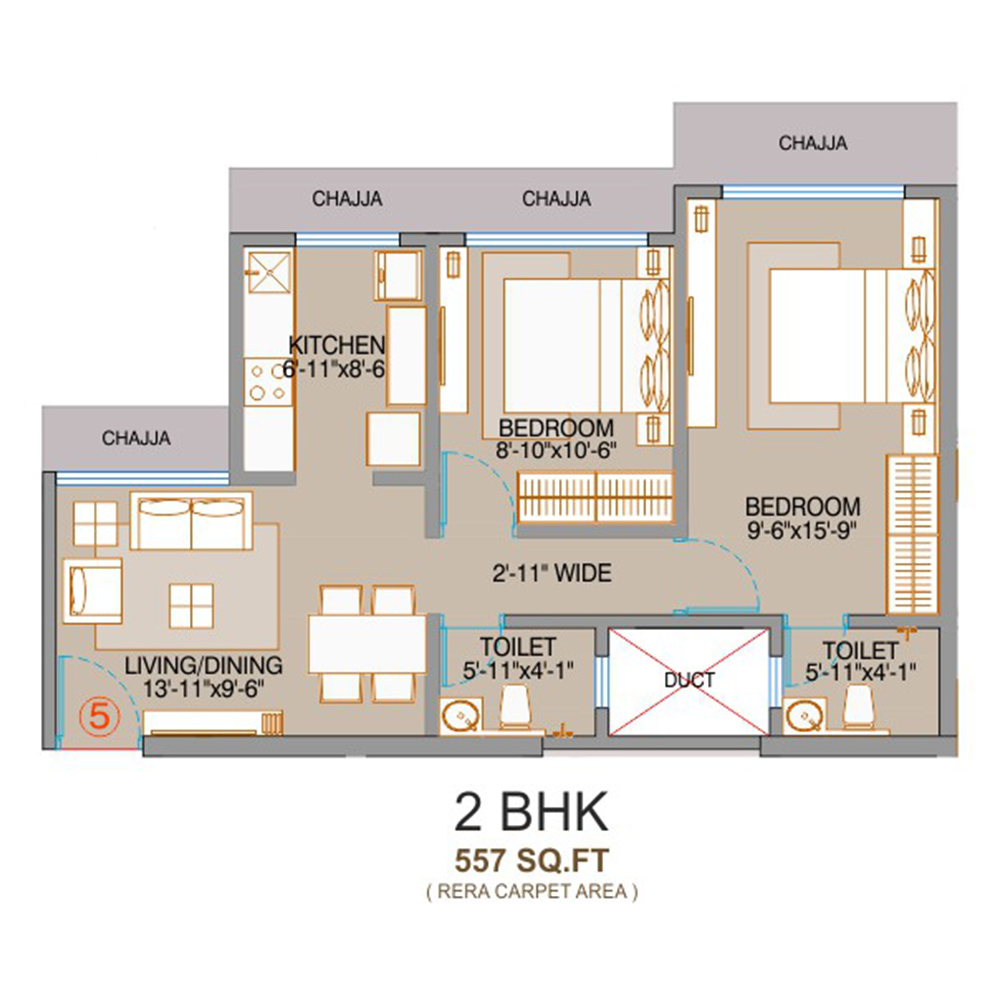 CHAJJA
CHAJJA
CHAJJA
KITCHEN
6'-11"x8'-6
CHAJJA
BEDROOM
8'-10"x10'-6"
BEDROOM
9'-6"x15'-9"
2'-11" WIDE
TOILET
5'-11"x4'-1"
TOILET
5'-11"x4'-1"
LIVING/DINING
13'-11"x9'-6"
DUCT
5
2 BHK
557 SQ.FT
( RERA CARPET AREA )